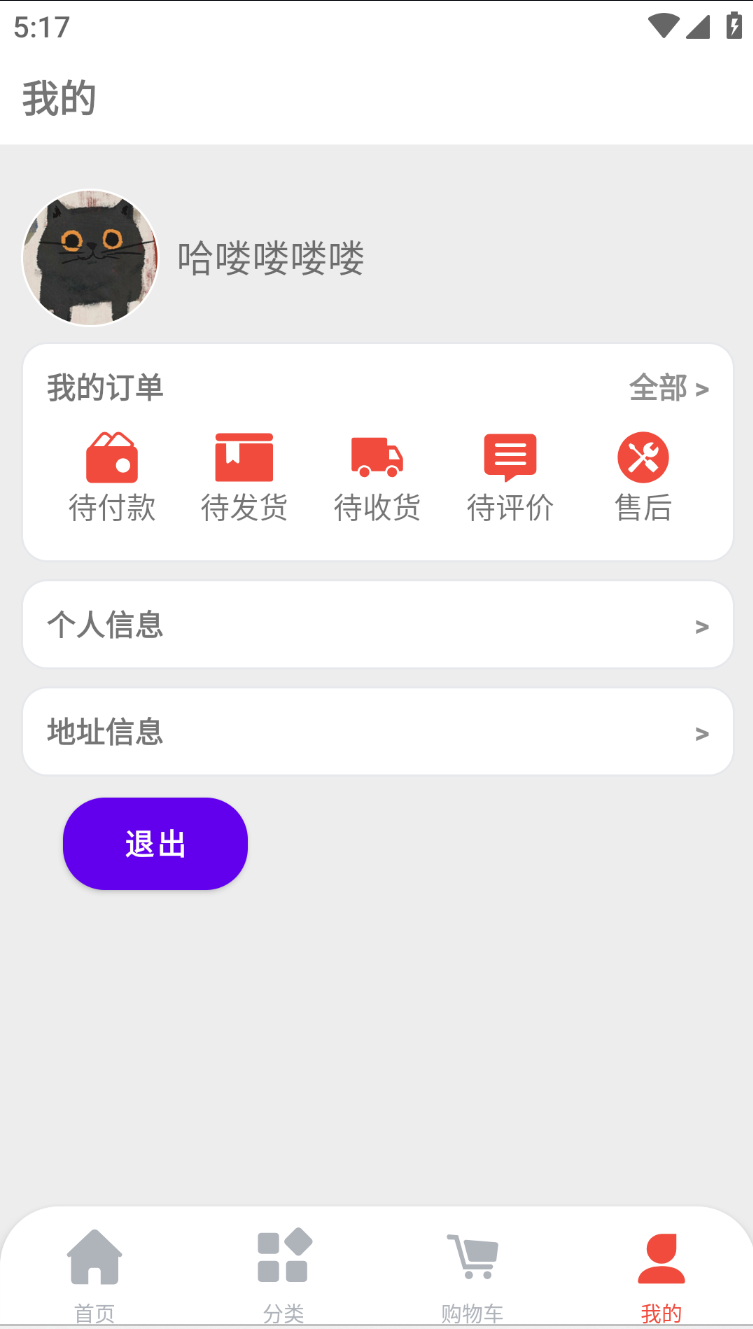 5:17
我的
哈喽喽喽喽
我的订单 全部 >
待付款 待发货 待收货 待评价 售后
个人信息 >
地址信息 >
退出
首页 分类 购物车 我的